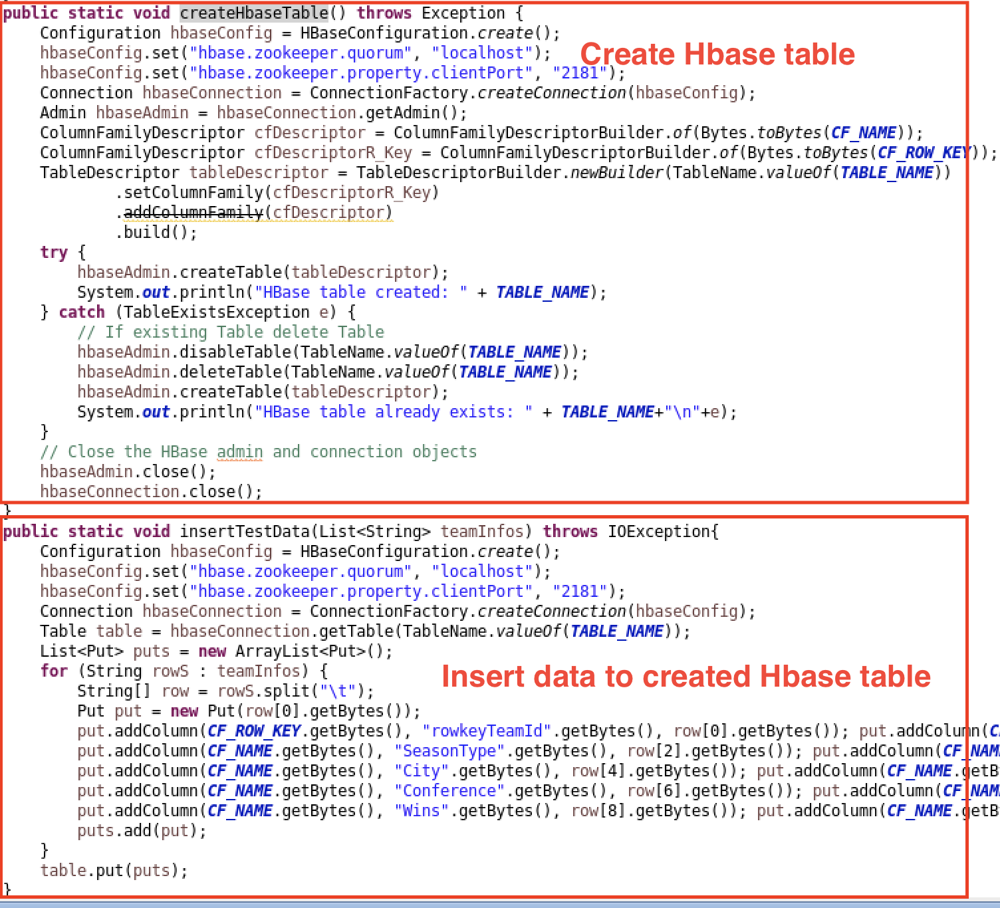 public static void createHbaseTable() throws Exception {
Configuration hbaseConfig = HBaseConfiguration.create();
hbaseConfig.set("hbase.zookeeper.quorum", "localhost");
Create Hbase table
hbaseConfig.set("hbase.zookeeper.property.clientPort", "2181");
Connection hbaseConnection = ConnectionFactory.createConnection(hbaseConfig);
Admin hbaseAdmin = hbaseConnection.getAdmin();
ColumnFamilyDescriptor cfDescriptor = ColumnFamilyDescriptorBuilder.of(Bytes.toBytes(CF_NAME));
ColumnFamilyDescriptor cfDescriptorR_Key = ColumnFamilyDescriptorBuilder.of(Bytes.toBytes(CF_ROW_KEY));
TableDescriptor tableDescriptor = TableDescriptorBuilder.newBuilder(TableName.valueOf(TABLE_NAME))
.setColumnFamily(cfDescriptorR_Key)
.addColumnFamily(cfDescriptor)
.build();
try {
hbaseAdmin.createTable(tableDescriptor);
System.out.println("HBase table created: " + TABLE_NAME);
} catch (TableExistsException e) {
// If existing Table delete Table
hbaseAdmin.disableTable(TableName.valueOf(TABLE_NAME));
hbaseAdmin.deleteTable(TableName.valueOf(TABLE_NAME));
hbaseAdmin.createTable(tableDescriptor);
System.out.println("HBase table already exists: " + TABLE_NAME+"\n"+e);
}
// Close the HBase admin and connection objects
hbaseAdmin.close();
hbaseConnection.close();
}
public static void insertTestData(List<String> teamInfos) throws IOException{
Configuration hbaseConfig = HBaseConfiguration.create();
hbaseConfig.set("hbase.zookeeper.quorum", "localhost");
hbaseConfig.set("hbase.zookeeper.property.clientPort", "2181");
Connection hbaseConnection = ConnectionFactory.createConnection(hbaseConfig);
Table table = hbaseConnection.getTable(TableName.valueOf(TABLE_NAME));
List<Put> puts = new ArrayList<Put>();
for (String rowS : teamInfos) {
Insert data to created Hbase table
String[] row = rowS.split("\t");
Put put = new Put(row[0].getBytes());
put.addColumn(CF_ROW_KEY.getBytes(), "rowkeyTeamId".getBytes(), row[0].getBytes()); put.addColumn(
put.addColumn(CF_NAME.getBytes(), "SeasonType".getBytes(), row[2].getBytes()); put.addColumn(
put.addColumn(CF_NAME.getBytes(), "City".getBytes(), row[4].getBytes()); put.addColumn(CF_NAME.
put.addColumn(CF_NAME.getBytes(), "Conference".getBytes(), row[6].getBytes()); put.addColumn(
put.addColumn(CF_NAME.getBytes(), "Wins".getBytes(), row[8].getBytes()); put.addColumn(CF_NAME.
puts.add(put);
}
table.put(puts);
}